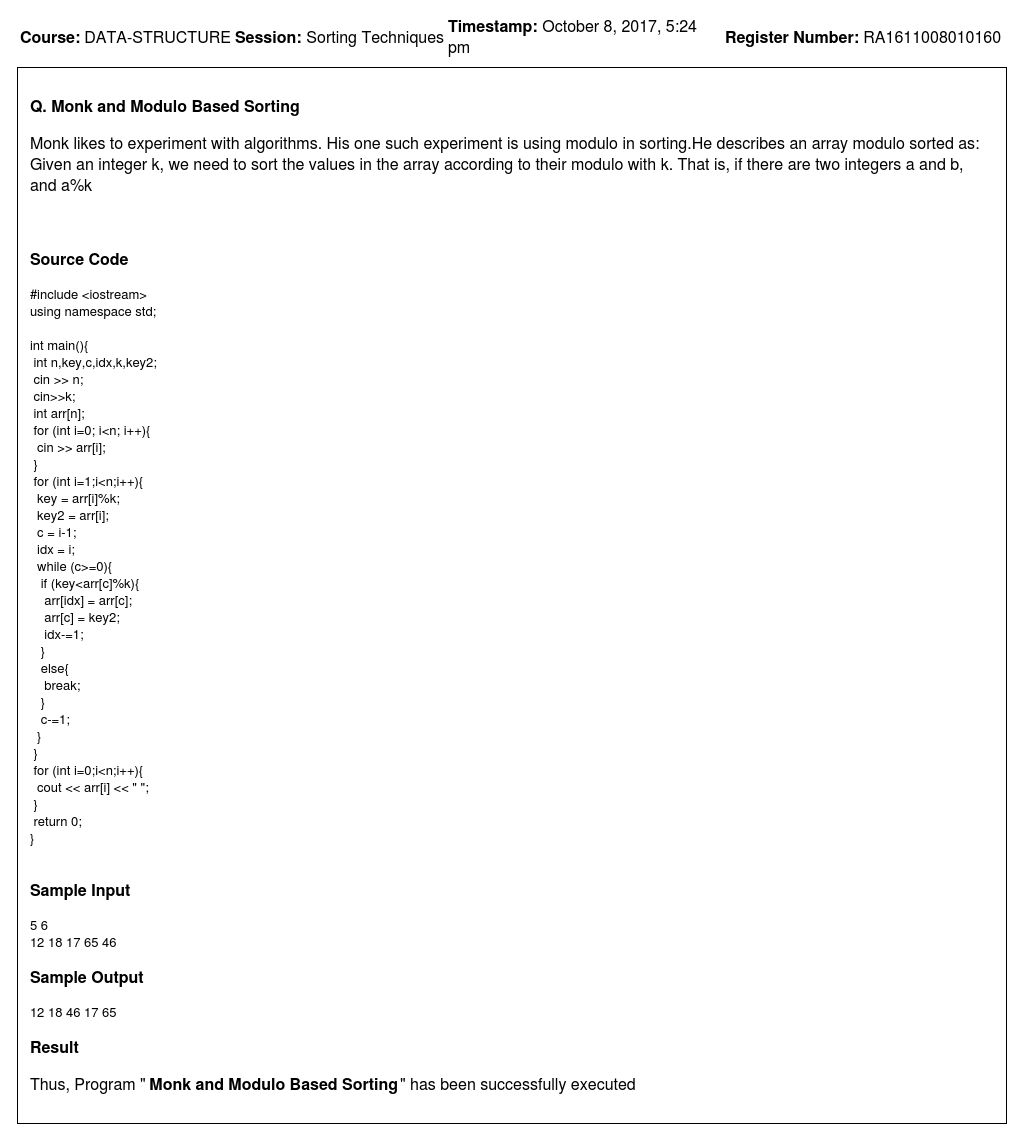 Course: DATA-STRUCTURE Session: Sorting Techniques Timestamp: October 8, 2017, 5:24 pm Register Number: RA1611008010160
Q. Monk and Modulo Based Sorting
Monk likes to experiment with algorithms. His one such experiment is using modulo in sorting.He describes an array modulo sorted as:
Given an integer k, we need to sort the values in the array according to their modulo with k. That is, if there are two integers a and b,
and a%k
Source Code
#include <iostream>
using namespace std;
int main(){
int n,key,c,idx,k,key2;
cin >> n;
cin>>k;
int arr[n];
for (int i=0; i<n; i++){
cin >> arr[i];
}
for (int i=1;i<n;i++){
key = arr[i]%k;
key2 = arr[i];
c = i-1;
idx = i;
while (c>=0){
if (key<arr[c]%k){
arr[idx] = arr[c];
arr[c] = key2;
idx-=1;
}
else{
break;
}
c-=1;
}
}
for (int i=0;i<n;i++){
cout << arr[i] << " ";
}
return 0;
}
Sample Input
5 6
12 18 17 65 46
Sample Output
12 18 46 17 65
Result
Thus, Program " Monk and Modulo Based Sorting" has been successfully executed